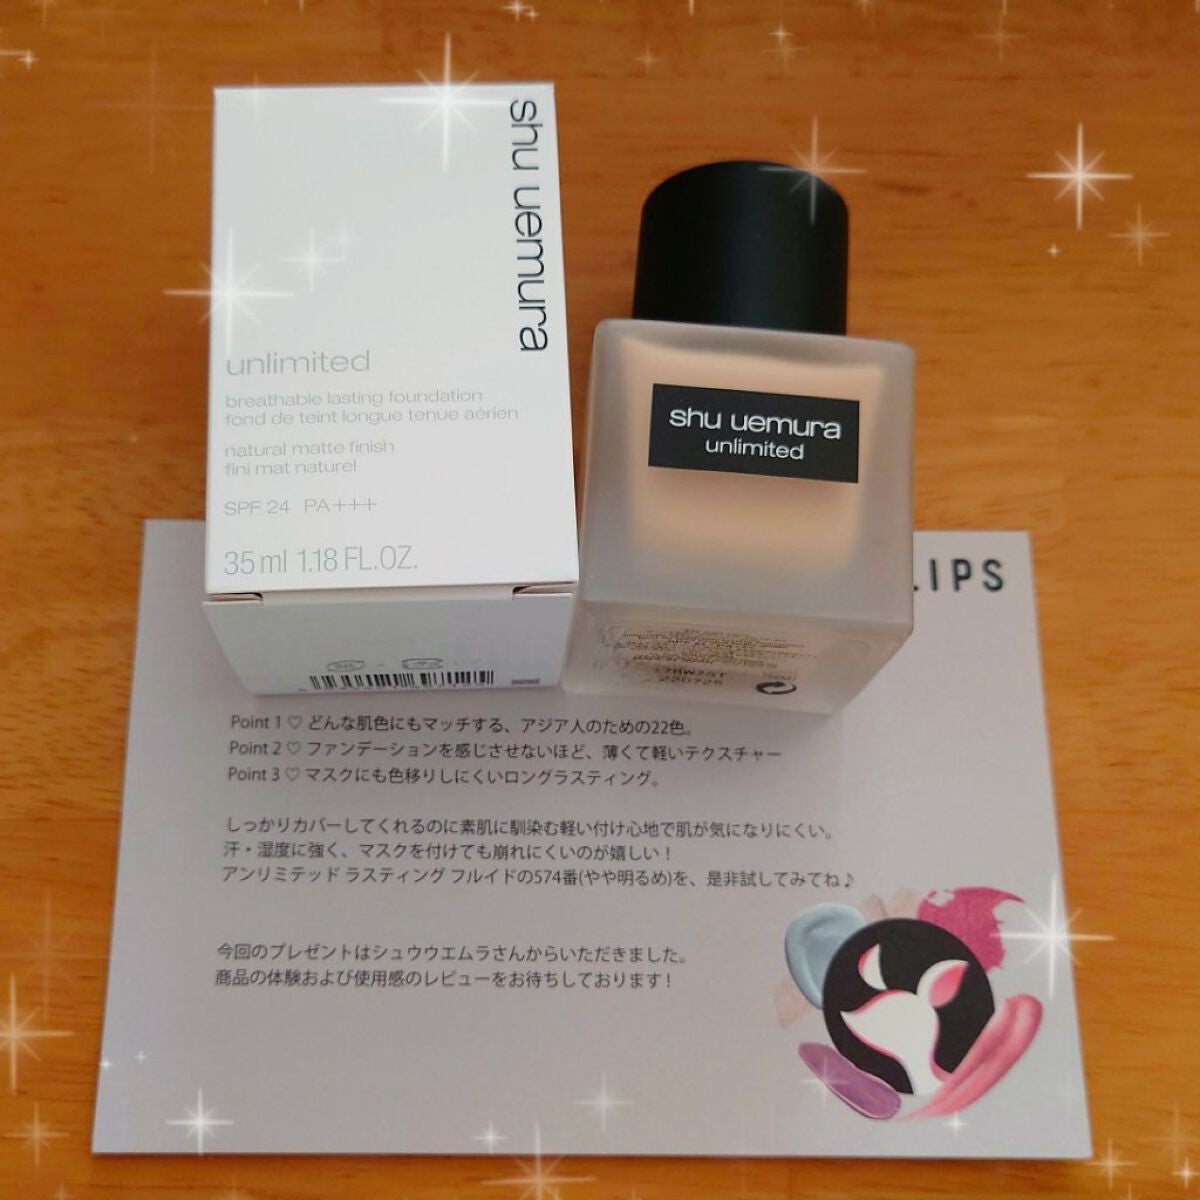 shu uemura
unlimited
breathable lasting foundation
fond de teint longue tenue aérien
natural matte finish
fini mat naturel
SPF 24 PA+++
35 ml 1.18 FL.OZ.
shu uemura
unlimited
220725
LIPS
Point 1 ♡ どんな肌色にもマッチする、アジア人のための22色。
Point 2 ♡ ファンデーションを感じさせないほど、薄くて軽いテクスチャー
Point 3 ♡ マスクにも色移りしにくいロングラスティング。
しっかりカバーしてくれるのに素肌に馴染む軽い付け心地で肌が気になりにくい。
汗・湿度に強く、マスクを付けても崩れにくいのが嬉しい！
アンリミテッド ラスティング フルイドの574番(やや明るめ)を、是非試してみてね♪
今回のプレゼントはシュウウエムラさんからいただきました。
商品の体験および使用感のレビューをお待ちしております！